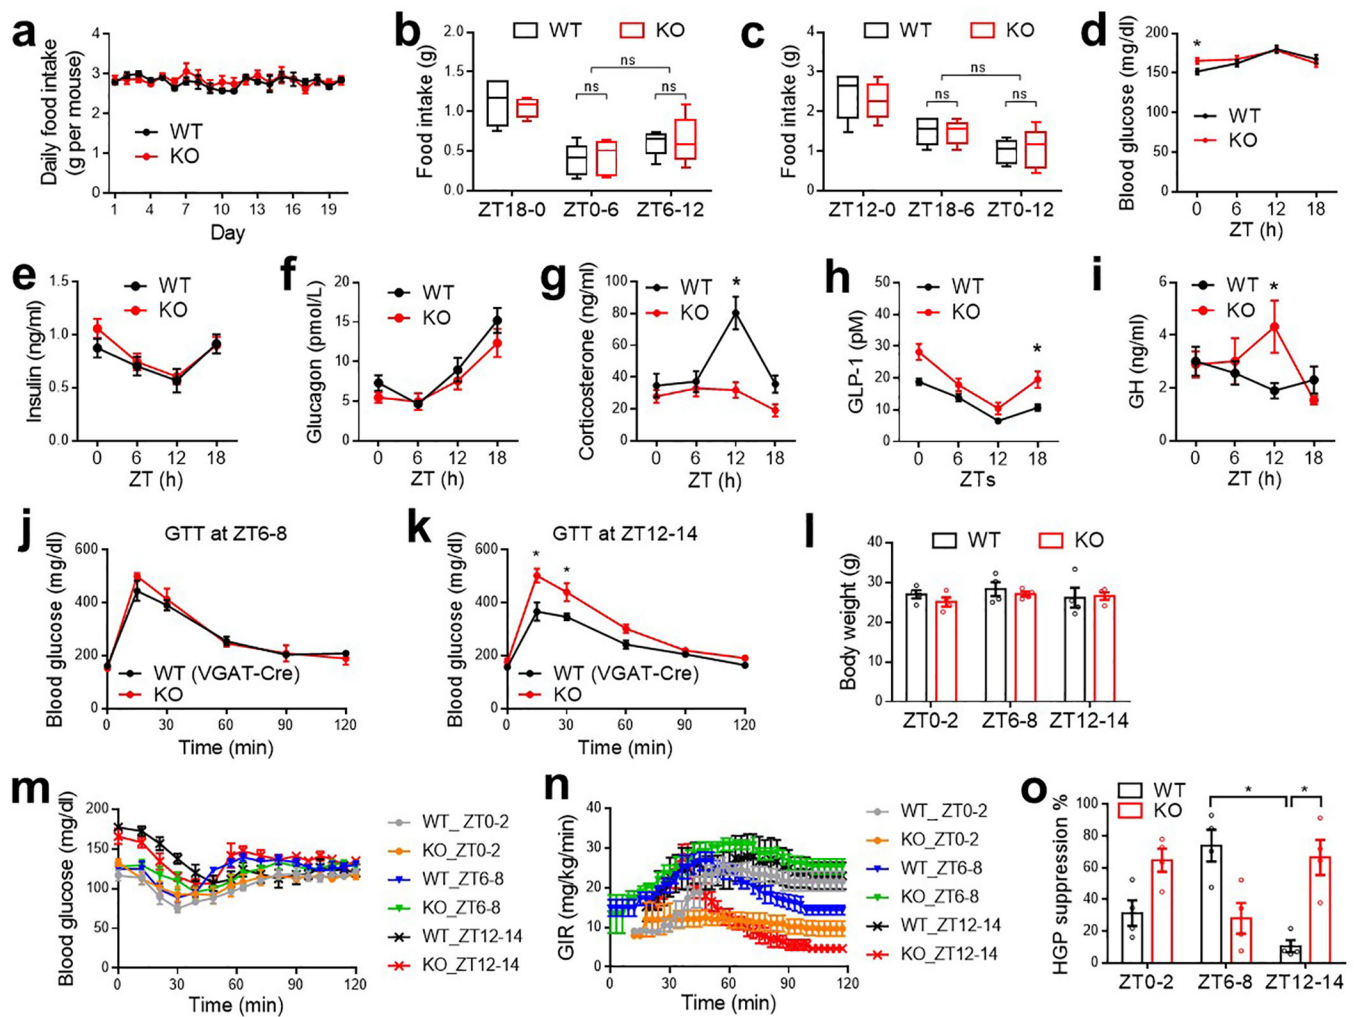 a
Daily food intake
(g per mouse)
4
3
2
1
0
WT
KO
1 4 7 10 13 16 19
Day
b
WT KO
Food intake (g)
2.0
1.5
1.0
0.5
0.0
ns
ns ns
ZT18-0 ZT0-6 ZT6-12
c
WT KO
Food intake (g)
6
4
2
0
ns
ns ns
ZT12-0 ZT18-6 ZT0-12
d
Blood glucose (mg/dl)
200
150
100
50
0
*
WT
KO
0 6 12 18
ZT (h)
e
Insulin (ng/ml)
1.5
1.0
0.5
0.0
WT
KO
0 6 12 18
ZT (h)
f
Glucagon (pmol/L)
20
15
10
5
0
WT
KO
0 6 12 18
ZT (h)
g
Corticosterone (ng/ml)
100
80
60
40
20
0
WT
KO
*
0 6 12 18
ZT (h)
h
GLP-1 (pM)
50
40
30
20
10
0
WT
KO
*
0 6 12 18
ZTs
i
GH (ng/ml)
6
4
2
0
WT
KO
*
0 6 12 18
ZT (h)
j
GTT at ZT6-8
Blood glucose (mg/dl)
600
400
200
0
WT (VGAT-Cre)
KO
0 30 60 90 120
Time (min)
k
GTT at ZT12-14
Blood glucose (mg/dl)
600
400
200
0
* *
WT (VGAT-Cre)
KO
0 30 60 90 120
Time (min)
l
WT KO
Body weight (g)
40
30
20
10
0
ZT0-2 ZT6-8 ZT12-14
m
Blood glucose (mg/dl)
200
150
100
50
0
0 30 60 90 120
Time (min)
WT_ ZT0-2
KO_ZT0-2
WT_ZT6-8
KO_ZT6-8
WT_ZT12-14
KO_ZT12-14
n
GIR (mg/kg/min)
40
30
20
10
0
0 30 60 90 120
Time (min)
WT_ZT0-2
KO_ZT0-2
WT_ZT6-8
KO_ZT6-8
WT_ZT12-14
KO_ZT12-14
o
HGP suppression %
WT
KO
100
80
60
40
20
0
* *
ZT0-2 ZT6-8 ZT12-14